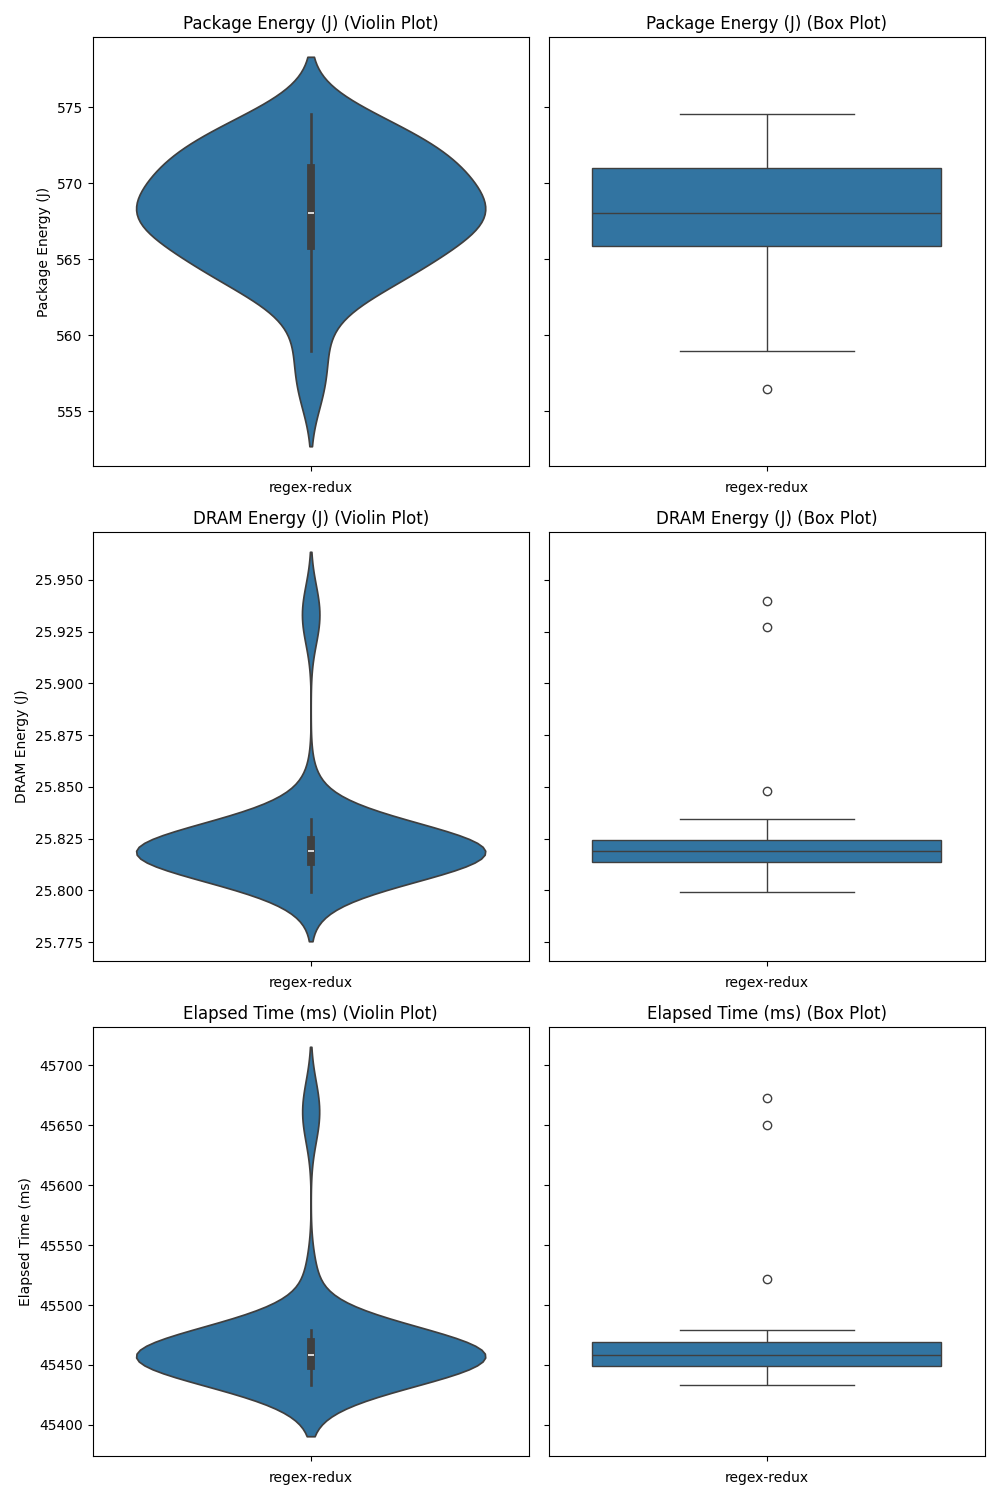 Package Energy (J) (Violin Plot)
Package Energy (J) (Box Plot)
Package Energy (J)
575
570
565
560
555
regex-redux
regex-redux
DRAM Energy (J) (Violin Plot)
DRAM Energy (J) (Box Plot)
DRAM Energy (J)
25.950
25.925
25.900
25.875
25.850
25.825
25.800
25.775
regex-redux
regex-redux
Elapsed Time (ms) (Violin Plot)
Elapsed Time (ms) (Box Plot)
Elapsed Time (ms)
45700
45650
45600
45550
45500
45450
45400
regex-redux
regex-redux